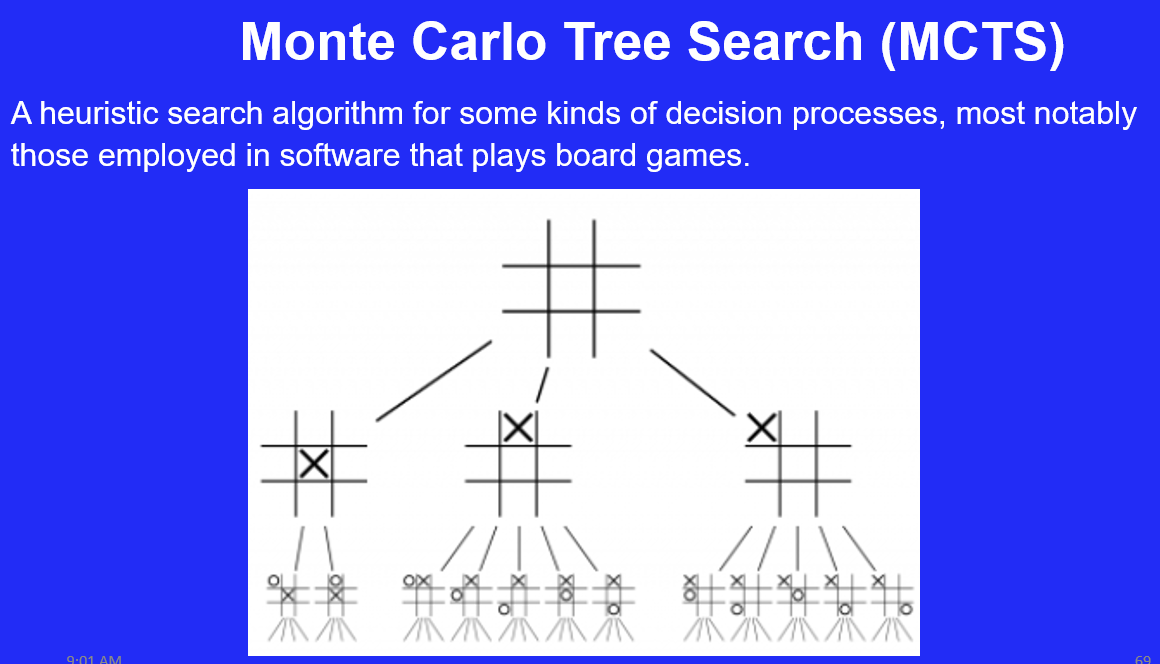 Monte Carlo Tree Search (MCTS)
A heuristic search algorithm for some kinds of decision processes, most notably
those employed in software that plays board games.
9:01 AM
69